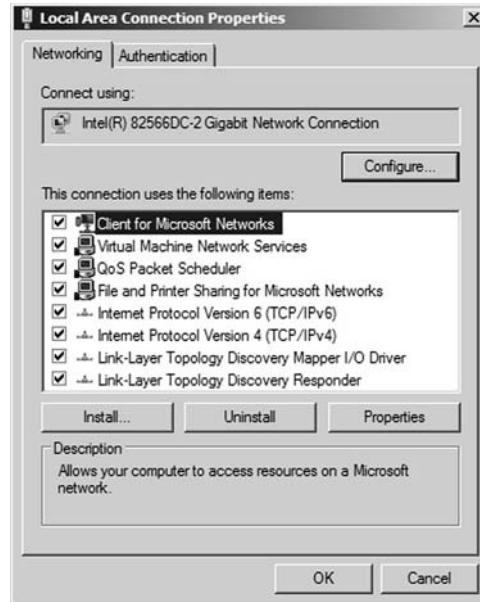 Local Area Connection Properties
Networking
Authentication
Connect using:
Intel(R) 82566DC-2 Gigabit Network Connection
Configure...
This connection uses the following items:
Client for Microsoft Networks
Virtual Machine Network Services
QoS Packet Scheduler
File and Printer Sharing for Microsoft Networks
Internet Protocol Version 6 (TCP/IPv6)
Internet Protocol Version 4 (TCP/IPv4)
Link-Layer Topology Discovery Mapper I/O Driver
Link-Layer Topology Discovery Responder
Install...
Uninstall
Properties
Description
Allows your computer to access resources on a Microsoft
network.
OK
Cancel